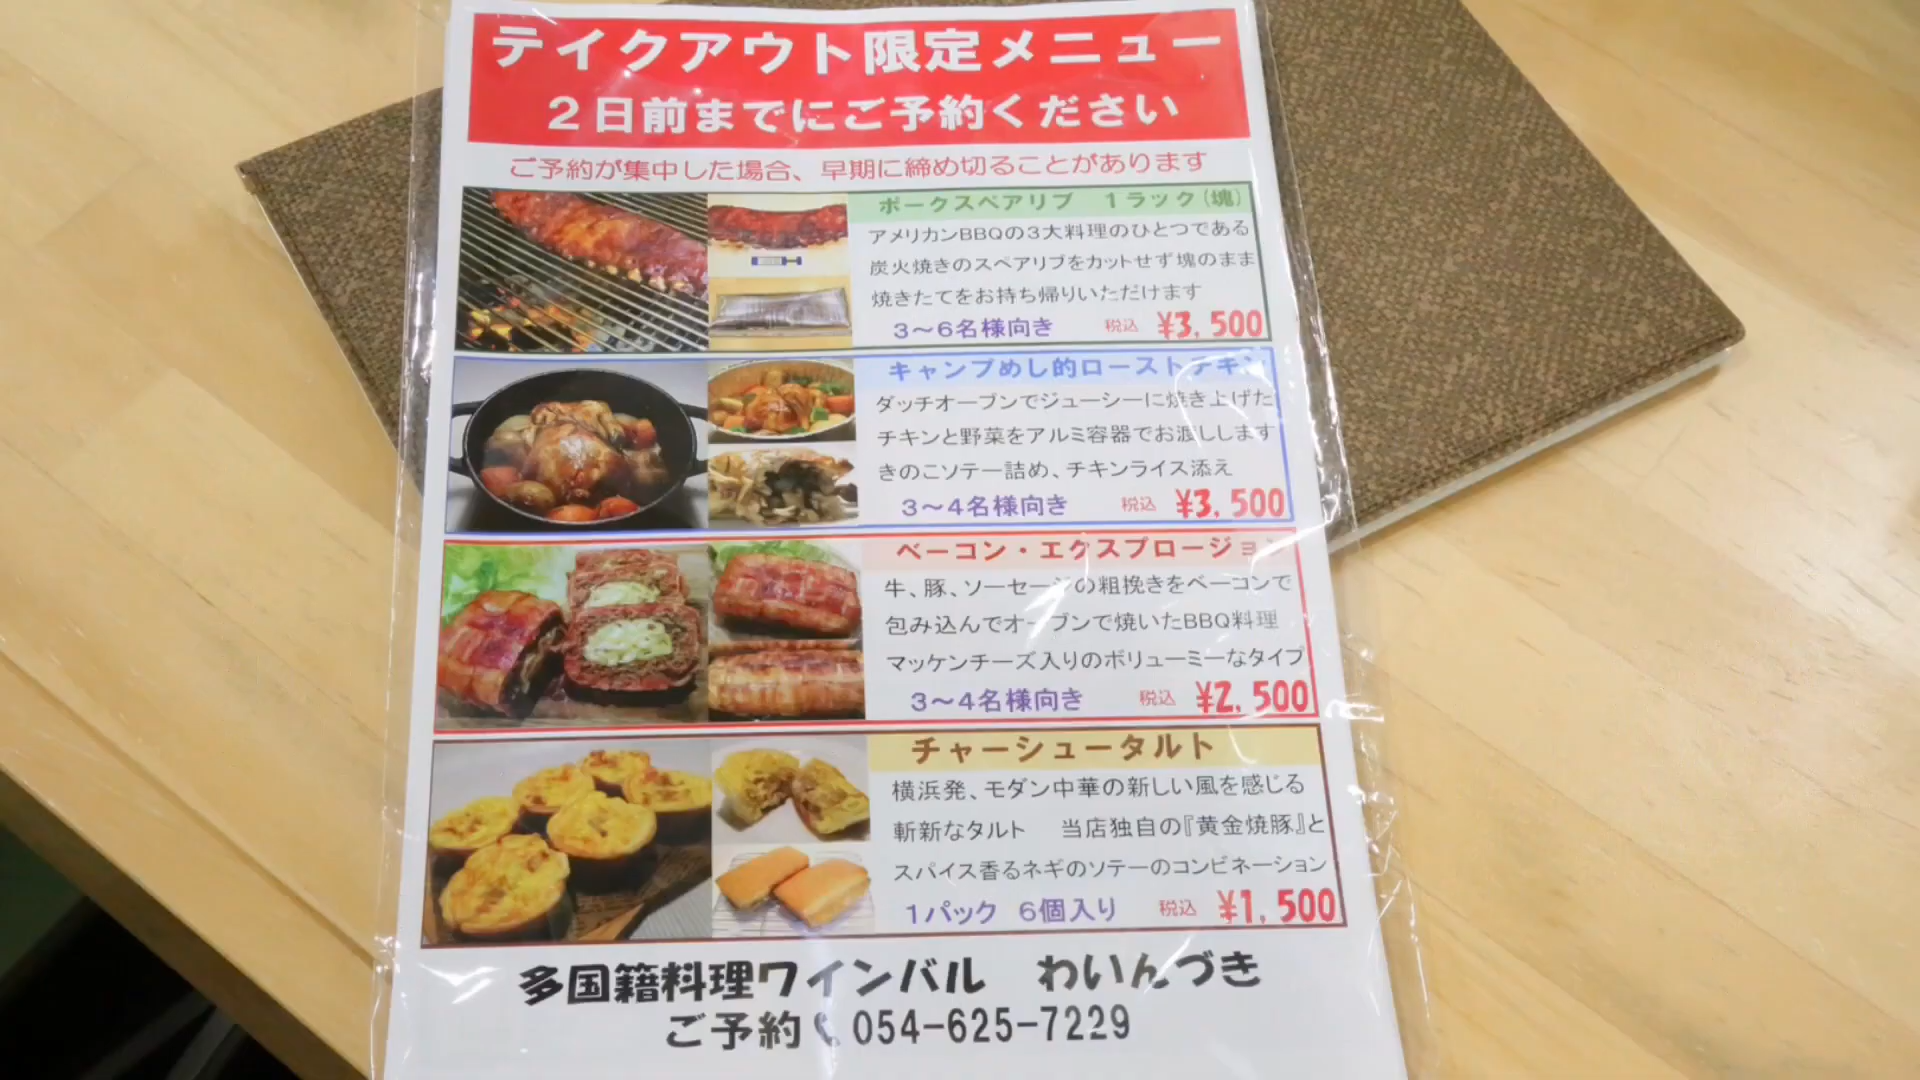 テイクアウト限定メニュー
２日前までにご予約ください
ご予約が集中した場合、早期に締め切ることがあります
ポークスペアリブ　１ラック(塊)
アメリカンBBQの３大料理のひとつである
炭火焼きのスペアリブをカットせず塊のまま
焼きたてをお持ち帰りいただけます
３～６名様向き　税込　¥3,500
キャンプめし的ローストチキン
ダッチオーブンでジューシーに焼き上げた
チキンと野菜をアルミ容器でお渡しします
きのこソテー詰め、チキンライス添え
３～４名様向き　税込　¥3,500
ベーコン・エクスプロージョン
牛、豚、ソーセージの粗挽きをベーコンで
包み込んでオーブンで焼いたBBQ料理
マッケンチーズ入りのボリューミーなタイプ
３～４名様向き　税込　¥2,500
チャーシュータルト
横浜発、モダン中華の新しい風を感じる
斬新なタルト　当店独自の『黄金焼豚』と
スパイス香るネギのソテーのコンビネーション
１パック　６個入り　税込　¥1,500
多国籍料理ワインバル　わいんづき
ご予約 054-625-7229